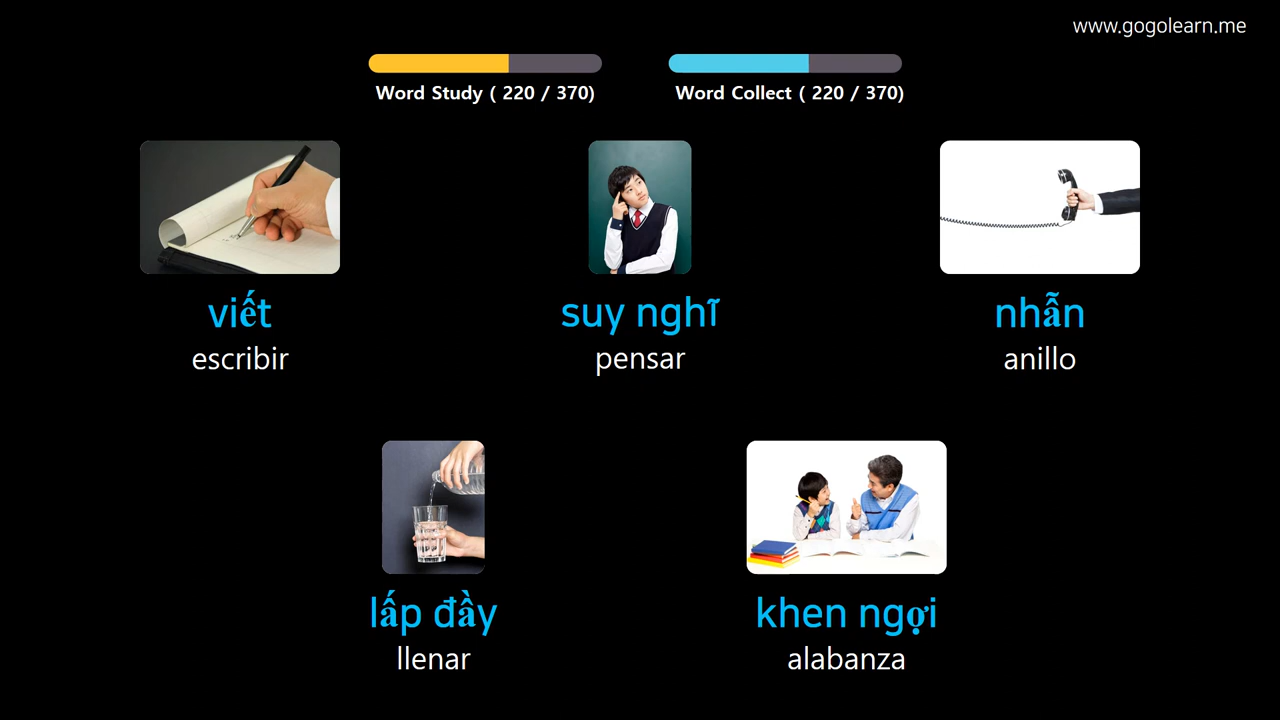 www.gogolearn.me
Word Study ( 220 / 370)
Word Collect ( 220 / 370)
viết
escribir
suy nghĩ
pensar
nhẫn
anillo
lấp đầy
llenar
khen ngợi
alabanza